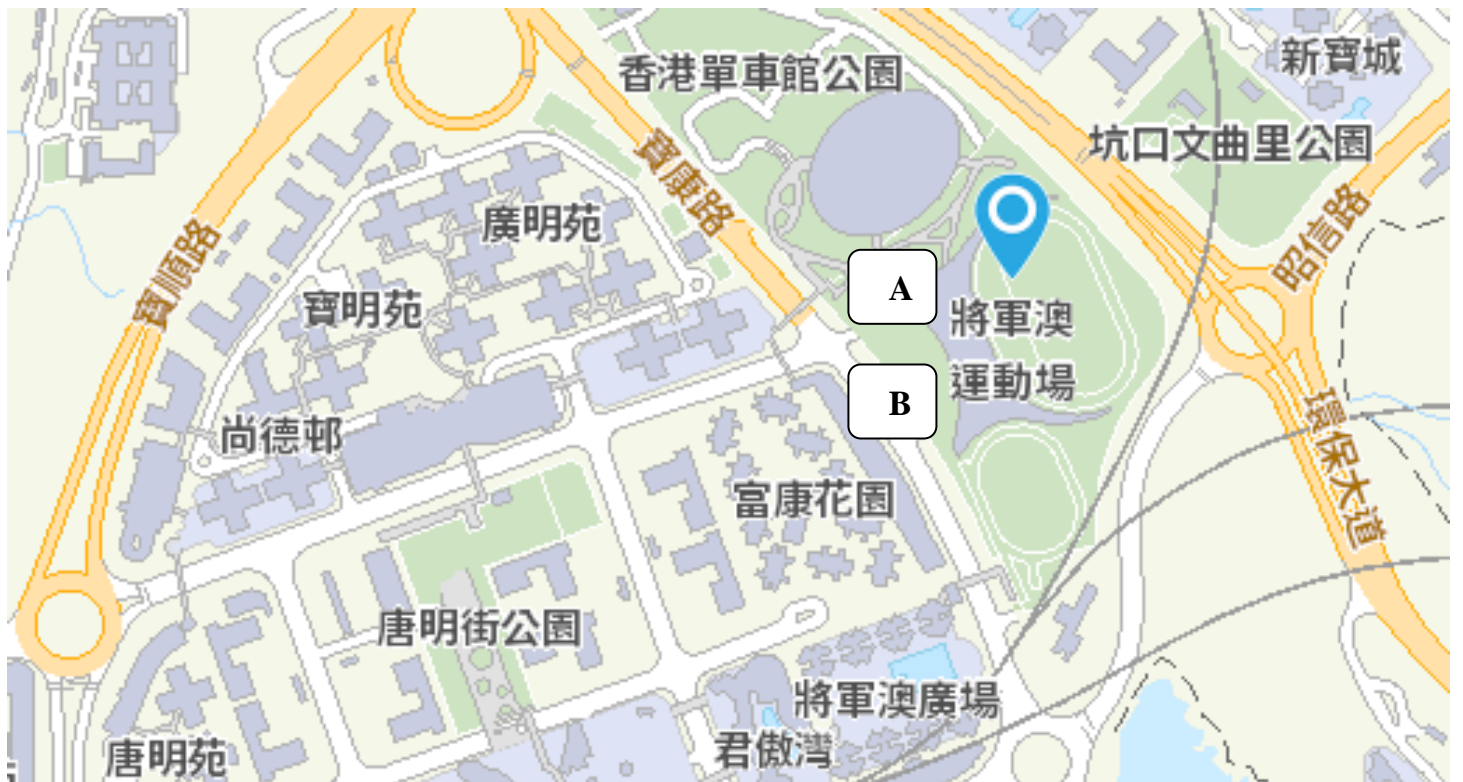 香港單車館公園
新寶城
坑口文曲里公園
寶康路
廣明苑
昭信路
寶順路
A
寶明苑
將軍澳
運動場
B
尚德邨
環保大道
富康花園
唐明街公園
將軍澳廣場
君傲灣
唐明苑